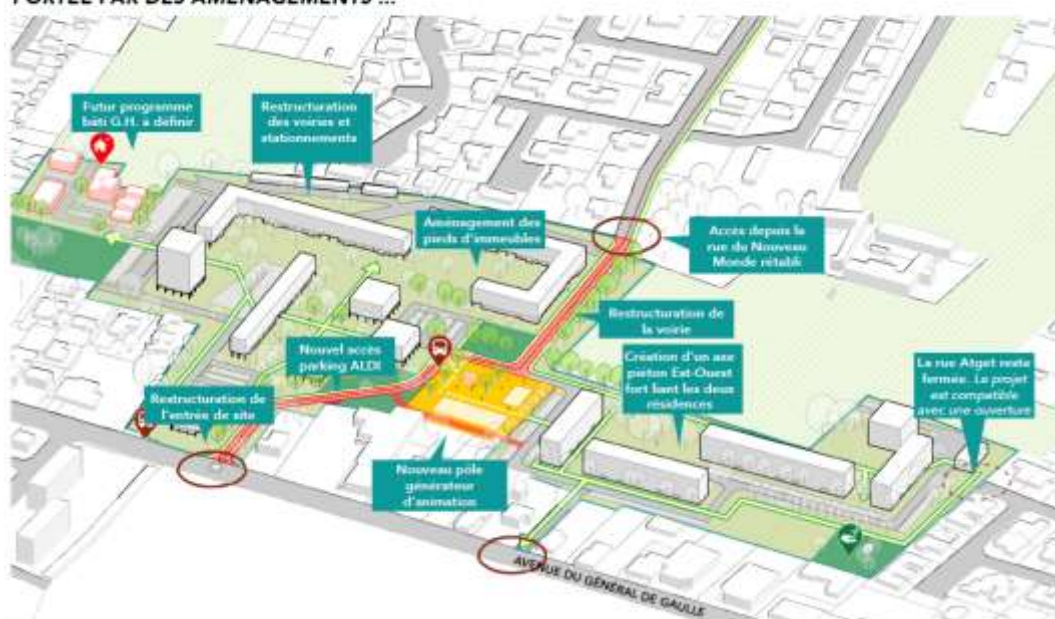 PORTÉE PAR DES AMÉNAGEMENTS ...
Futur programme
bâti G.H. à définir
Restructuration
des voiries et
stationnements
Aménagement des
pieds d'immeubles
Accès depuis la
rue du Nouveau
Monde rétabli
Restructuration de
la voirie
Nouvel accès
parking ALDI
Création d'un axe
piéton Est-Ouest
fort liant les deux
résidences
La rue Atget reste
fermée. Le projet
est compatible
avec une ouverture
Restructuration de
l'entrée de site
Nouveau pôle
générateur
d'animation
AVENUE DU GÉNÉRAL DE GAULLE